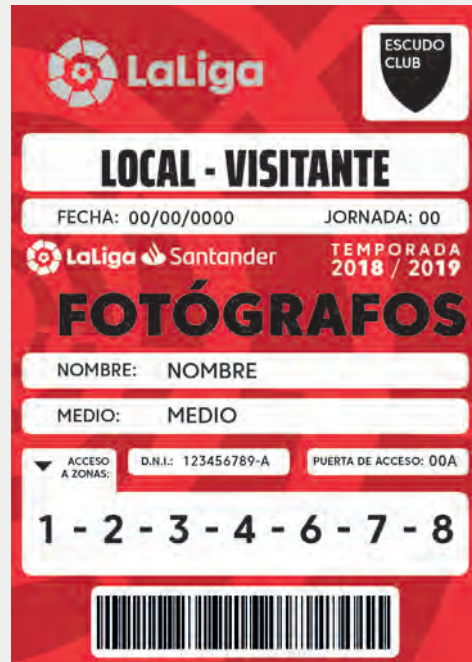 LaLiga
ESCUDO
CLUB
LOCAL - VISITANTE
FECHA: 00/00/0000 JORNADA: 00
LaLiga Santander
TEMPORADA
2018 / 2019
FOTÓGRAFOS
NOMBRE: NOMBRE
MEDIO: MEDIO
ACCESO
A ZONAS:
D.N.I.: 123456789-A
PUERTA DE ACCESO: 00A
1 - 2 - 3 - 4 - 6 - 7 - 8